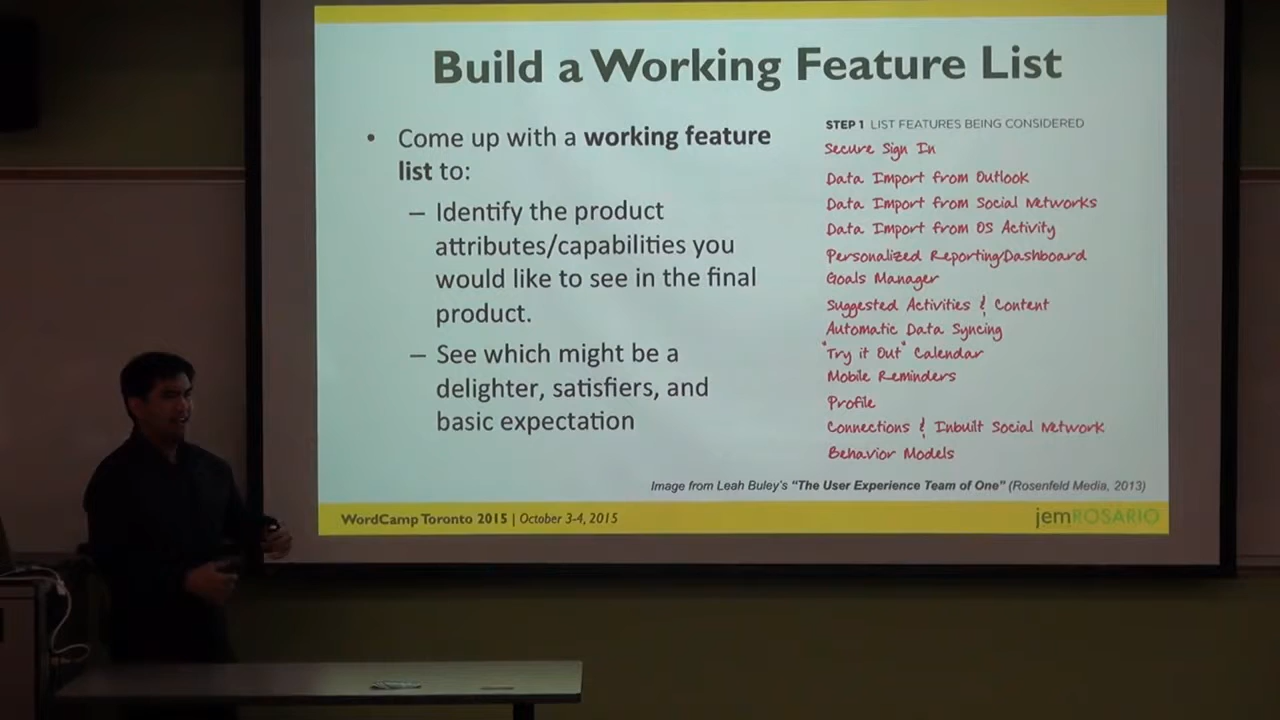 Build a Working Feature List
• Come up with a working feature
list to:
– Identify the product
attributes/capabilities you
would like to see in the final
product.
– See which might be a
delighter, satisfiers, and
basic expectation
STEP 1 LIST FEATURES BEING CONSIDERED
Secure Sign In
Data Import from Outlook
Data Import from Social Networks
Data Import from OS Activity
Personalized Reporting Dashboard
Goals Manager
Suggested Activities & Content
Automatic Data Syncing
"Try it Out" Calendar
Mobile Reminders
Profile
Connections & Inbuilt Social Network
Behavior Models
Image from Leah Buley's "The User Experience Team of One" (Rosenfeld Media, 2013)
WordCamp Toronto 2015 | October 3-4, 2015
jemROSARIO